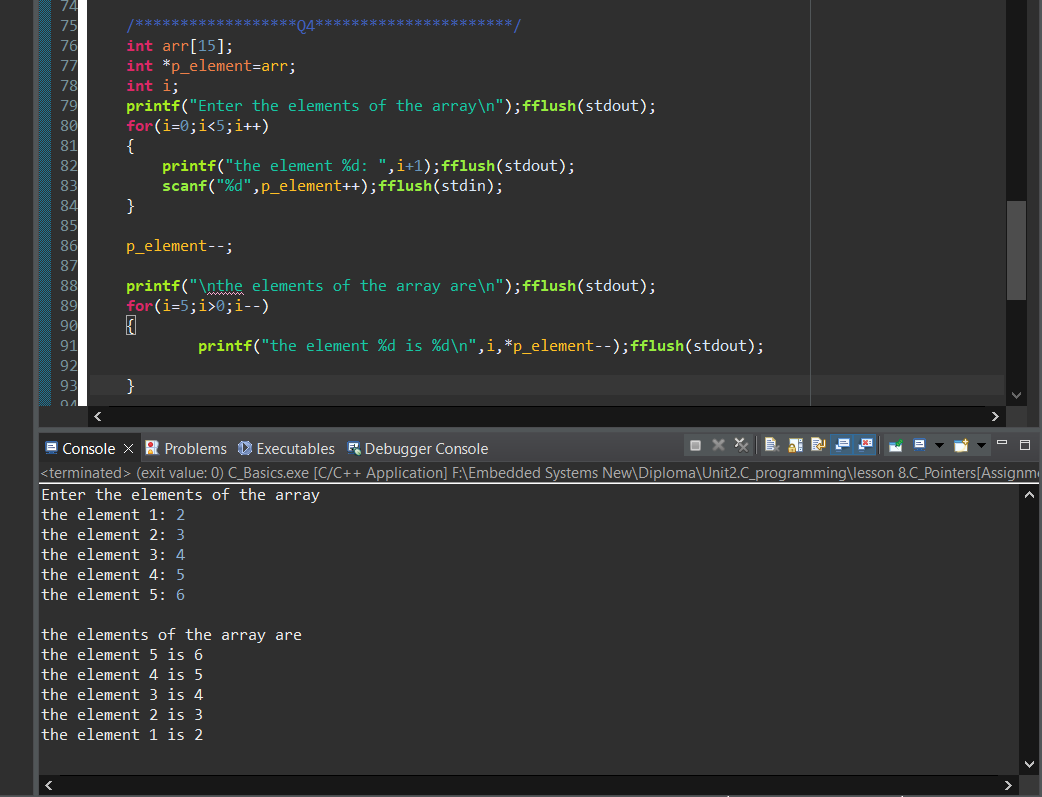 74
75 /******************Q4**********************/
76 int arr[15];
77 int *p_element=arr;
78 int i;
79 printf("Enter the elements of the array\n");fflush(stdout);
80 for(i=0;i<5;i++)
81 {
82 printf("the element %d: ",i+1);fflush(stdout);
83 scanf("%d",p_element++);fflush(stdin);
84 }
85
86 p_element--;
87
88 printf("\nthe elements of the array are\n");fflush(stdout);
89 for(i=5;i>0;i--)
90 {
91 printf("the element %d is %d\n",i,*p_element--);fflush(stdout);
92
93 }
94
Console Problems Executables Debugger Console
<terminated> (exit value: 0) C_Basics.exe [C/C++ Application] F:\Embedded Systems New\Diploma\Unit2.C_programming\lesson 8.C_Pointers[Assignme
Enter the elements of the array
the element 1: 2
the element 2: 3
the element 3: 4
the element 4: 5
the element 5: 6
the elements of the array are
the element 5 is 6
the element 4 is 5
the element 3 is 4
the element 2 is 3
the element 1 is 2